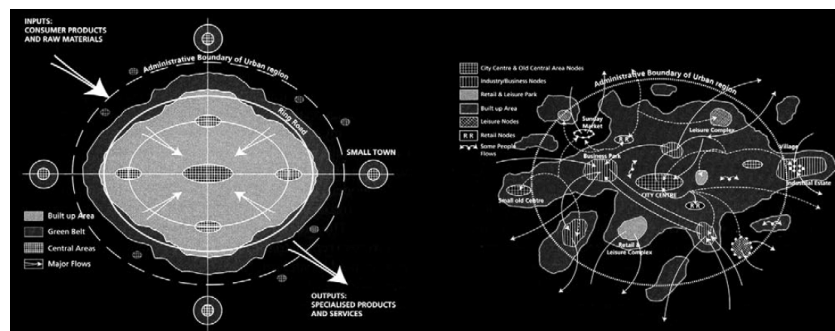 INPUTS:
CONSUMER PRODUCTS
AND RAW MATERIALS
Administrative Boundary of Urban region
Ring Road
SMALL TOWN
Built up Area
Green Belt
Central Areas
Major Flows
OUTPUTS:
SPECIALISED PRODUCTS
AND SERVICES
City Centre & Old Central Area Nodes
Industry/Business Nodes
Retail & Leisure Park
Built up Area
Leisure Nodes
R R
Retail Nodes
Some People
Flows
Administrative Boundary of Urban region
Sunday
Market
R R
Leisure Complex
Business Park
Village
Industrial Estate
Small old Centre
CITY CENTRE
R R
Retail &
Leisure Complex